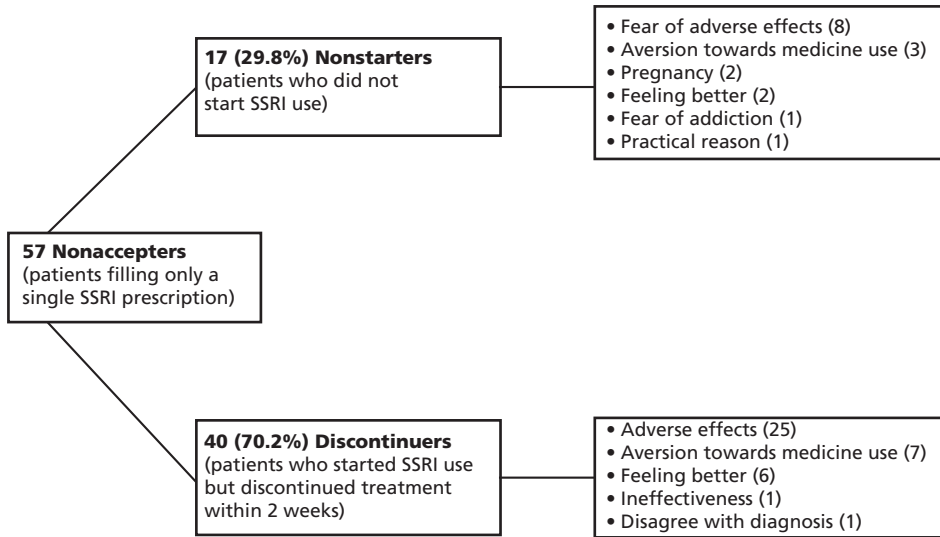 17 (29.8%) Nonstarters
(patients who did not
start SSRI use)
• Fear of adverse effects (8)
• Aversion towards medicine use (3)
• Pregnancy (2)
• Feeling better (2)
• Fear of addiction (1)
• Practical reason (1)
57 Nonaccepters
(patients filling only a
single SSRI prescription)
40 (70.2%) Discontinuers
(patients who started SSRI use
but discontinued treatment
within 2 weeks)
• Adverse effects (25)
• Aversion towards medicine use (7)
• Feeling better (6)
• Ineffectiveness (1)
• Disagree with diagnosis (1)